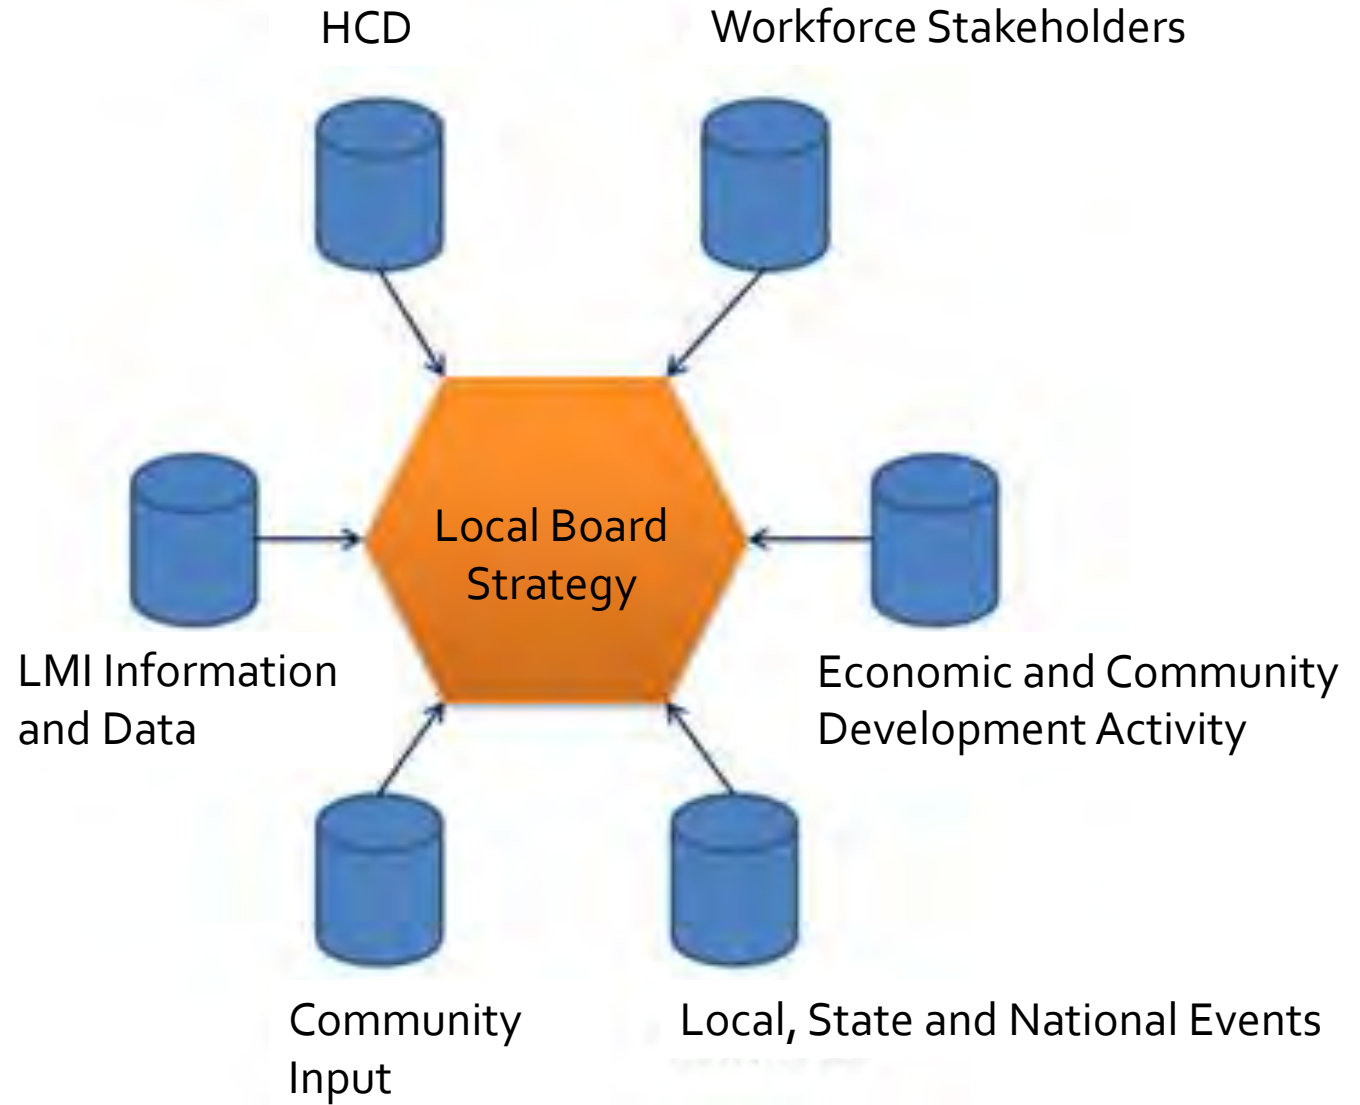 HCD
Workforce Stakeholders
Local Board
Strategy
LMI Information
and Data
Economic and Community
Development Activity
Community
Input
Local, State and National Events